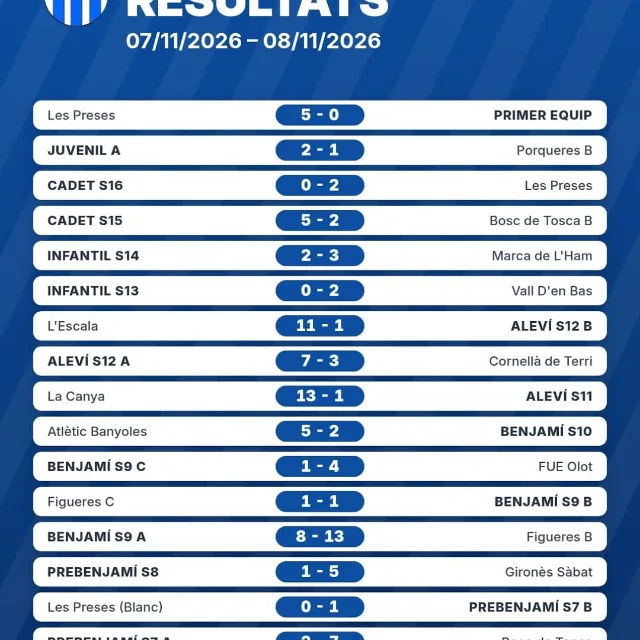 RESULTATS
07/11/2026 – 08/11/2026
Les Preses 5 - 0 PRIMER EQUIP
JUVENIL A 2 - 1 Porqueres B
CADET S16 0 - 2 Les Preses
CADET S15 5 - 2 Bosc de Tosca B
INFANTIL S14 2 - 3 Marca de L'Ham
INFANTIL S13 0 - 2 Vall D'en Bas
L'Escala 11 - 1 ALEVÍ S12 B
ALEVÍ S12 A 7 - 3 Cornellà de Terri
La Canya 13 - 1 ALEVÍ S11
Atlètic Banyoles 5 - 2 BENJAMÍ S10
BENJAMÍ S9 C 1 - 4 FUE Olot
Figueres C 1 - 1 BENJAMÍ S9 B
BENJAMÍ S9 A 8 - 13 Figueres B
PREBENJAMÍ S8 1 - 5 Gironès Sàbat
Les Preses (Blanc) 0 - 1 PREBENJAMÍ S7 B
PREBENJAMÍ S7 A